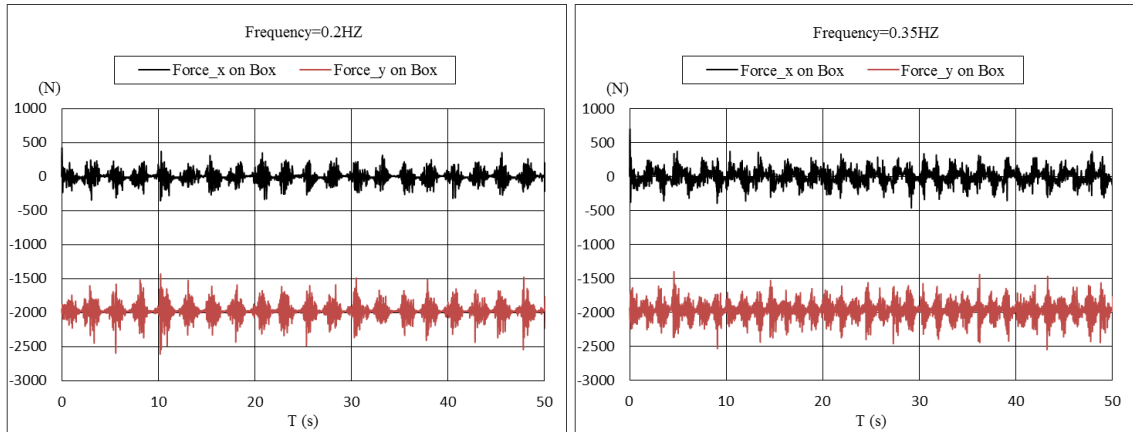 Frequency=0.2HZ
Force_x on Box
Force_y on Box
(N)
1000
500
0
-500
-1000
-1500
-2000
-2500
-3000
0 10 20 30 40 50
T (s)
Frequency=0.35HZ
Force_x on Box
Force_y on Box
(N)
1000
500
0
-500
-1000
-1500
-2000
-2500
-3000
0 10 20 30 40 50
T (s)